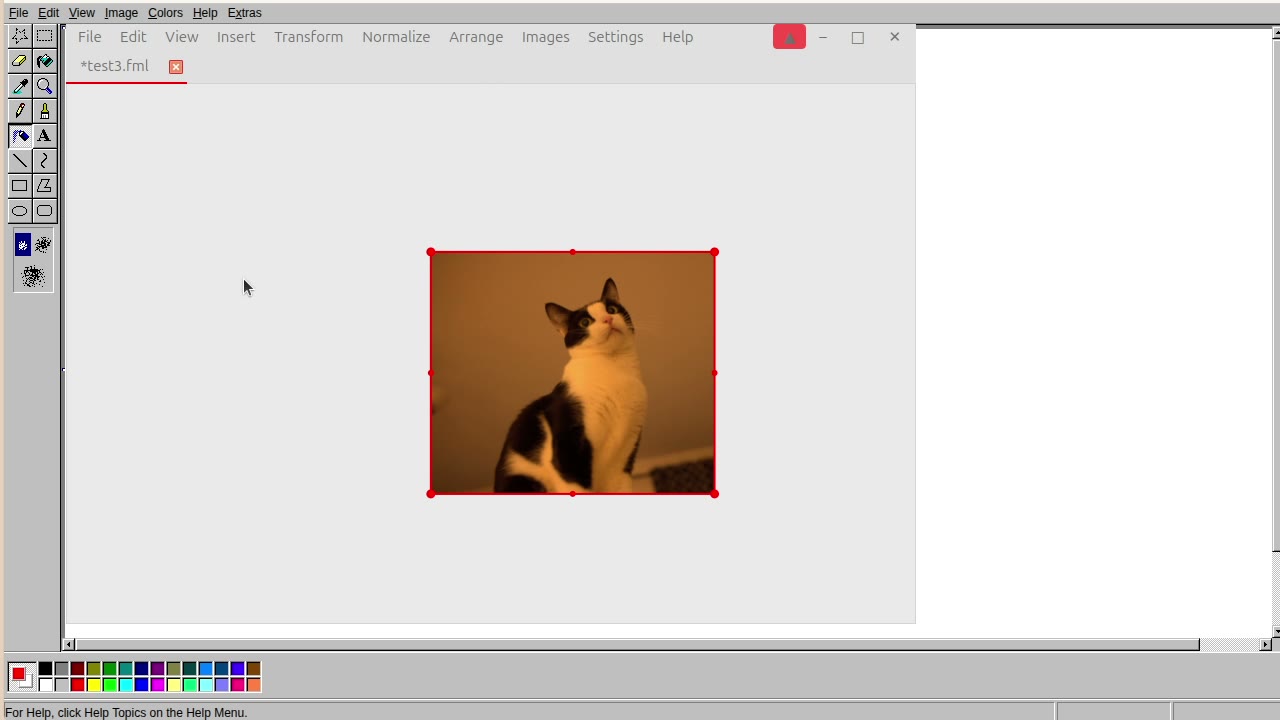 File Edit View Image Colors Help Extras
File Edit View Insert Transform Normalize Arrange Images Settings Help
*test3.fml
A
For Help, click Help Topics on the Help Menu.